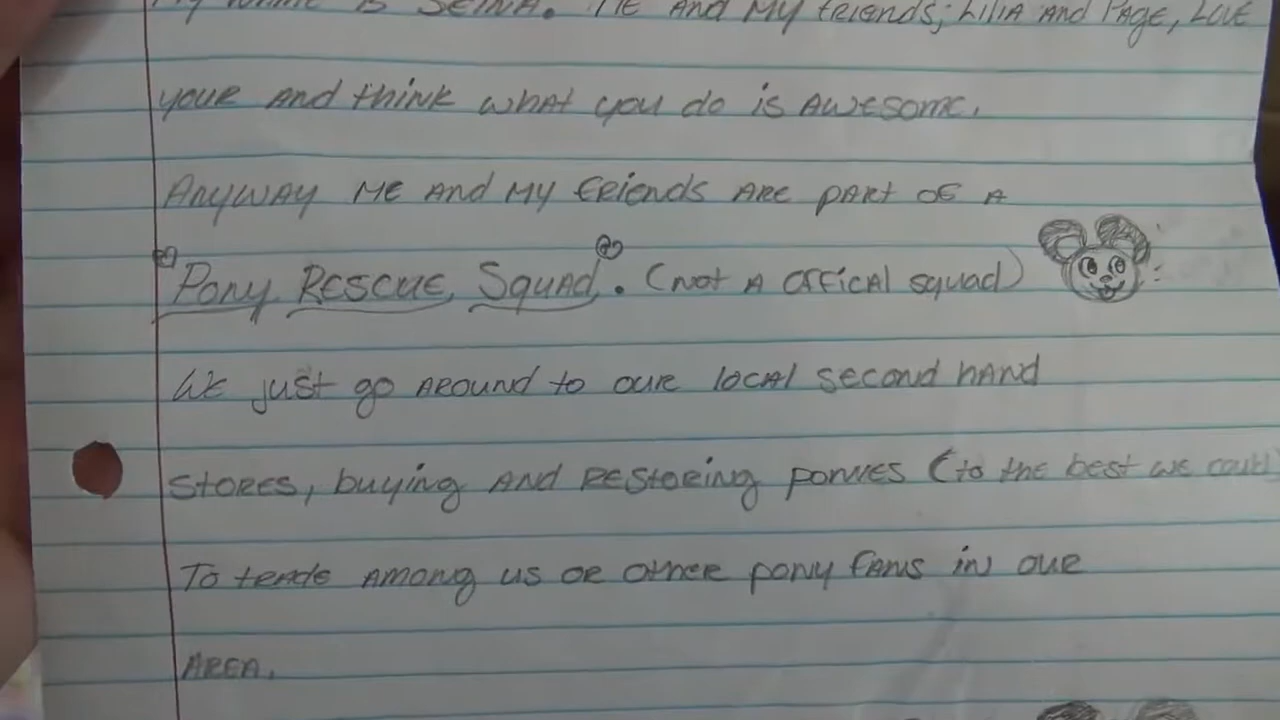 My name is SEINA. ME AND MY friends; LiliA AND PAge, LOVE
your AND think what you do is AwESOME.
ANYWAY ME AND MY friends ARE PARt OF A
Pony RESCUE Squad. (not A OFFicAl squad)
WE just go AROUND to OUR local second hAND
STORES, buying AND REStoring ponies (to the best we could)
To trade AMONg us OR OtHER pony fANS iN OUR
AREA.